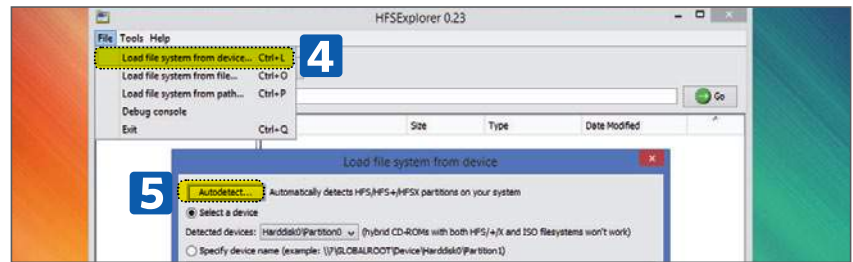 HFSExplorer 0.23
File Tools Help
Load file system from device... Ctrl+L
4
Load file system from file... Ctrl+O
Load file system from path... Ctrl+P
Go
Debug console
Exit Ctrl+Q
Size Type Date Modified
Load file system from device
5
Autodetect... Automatically detects HFS/HFS+/HFSX partitions on your system
Select a device
Detected devices: Harddisk0\Partition0 (hybrid CD-ROMs with both HFS/+/X and ISO filesystems won't work)
Specify device name (example: \\?\GLOBALROOT\Device\Harddisk0\Partition1)